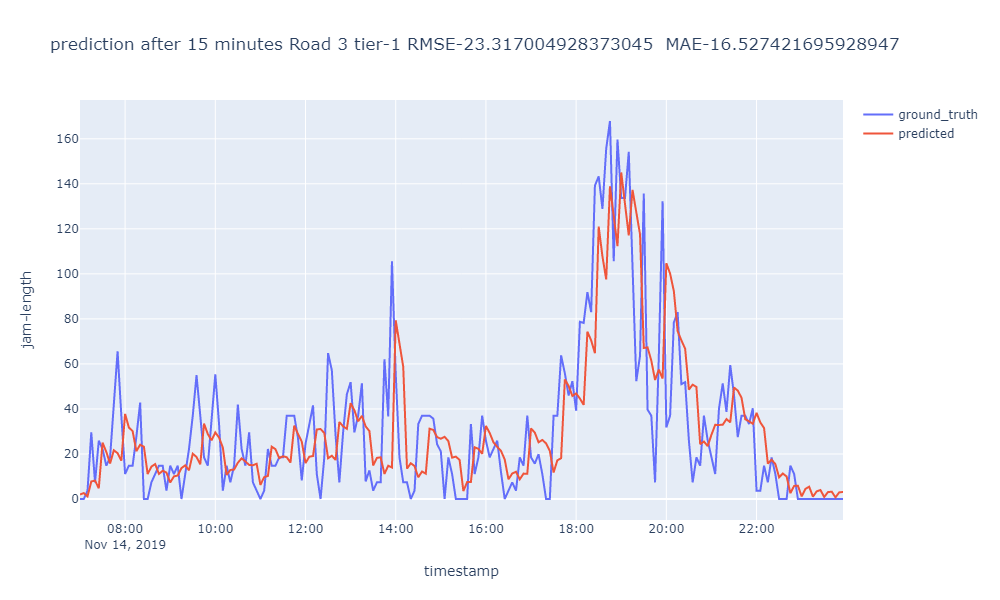 prediction after 15 minutes Road 3 tier-1 RMSE-23.317004928373045  MAE-16.527421695928947
ground_truth
predicted
160
140
120
100
80
60
40
20
0
jam-length
08:00 10:00 12:00 14:00 16:00 18:00 20:00 22:00
Nov 14, 2019
timestamp